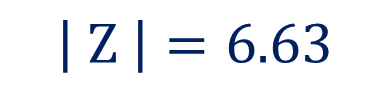 | Z | = 6.63